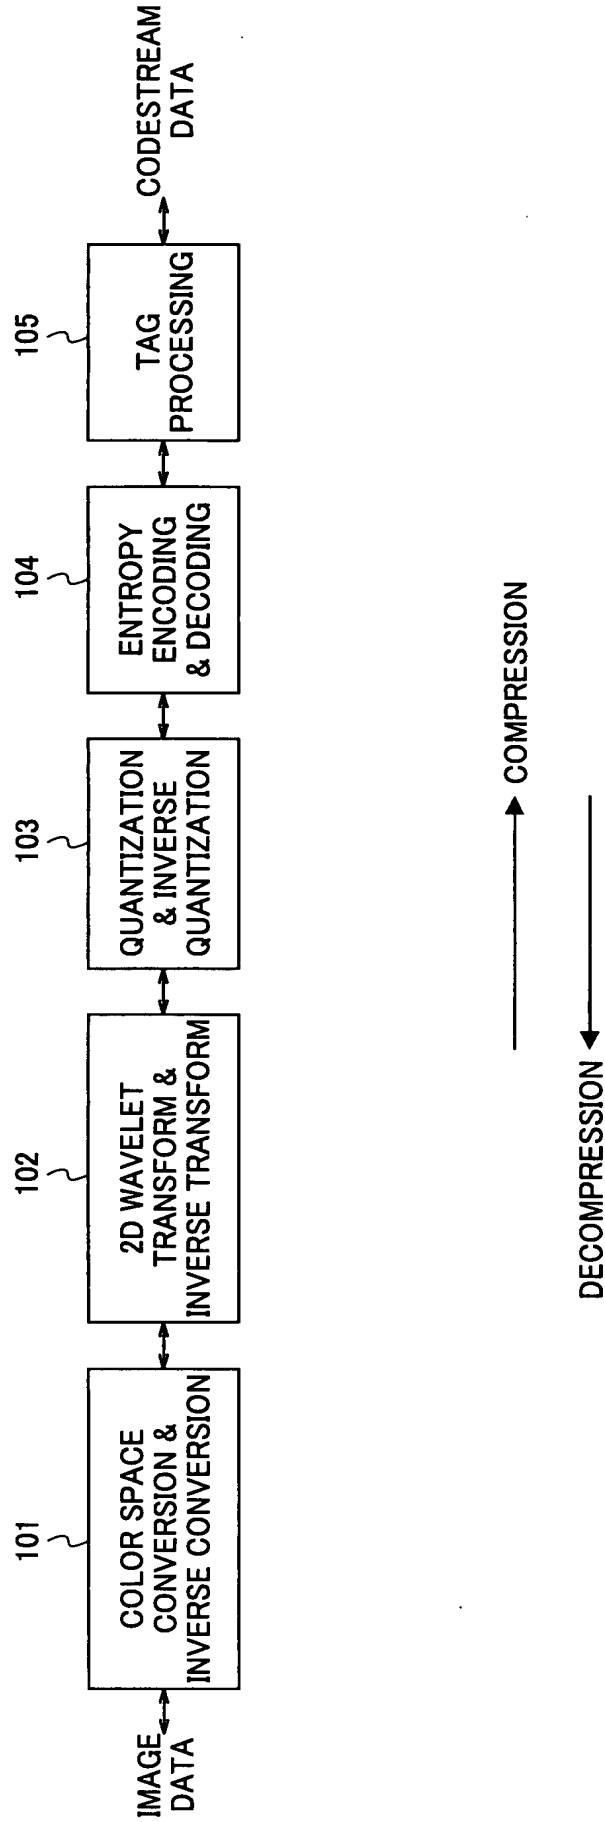 IMAGE
DATA
101
COLOR SPACE
CONVERSION &
INVERSE CONVERSION
102
2D WAVELET
TRANSFORM &
INVERSE TRANSFORM
103
QUANTIZATION
& INVERSE
QUANTIZATION
104
ENTROPY
ENCODING
& DECODING
105
TAG
PROCESSING
CODESTREAM
DATA
COMPRESSION
DECOMPRESSION